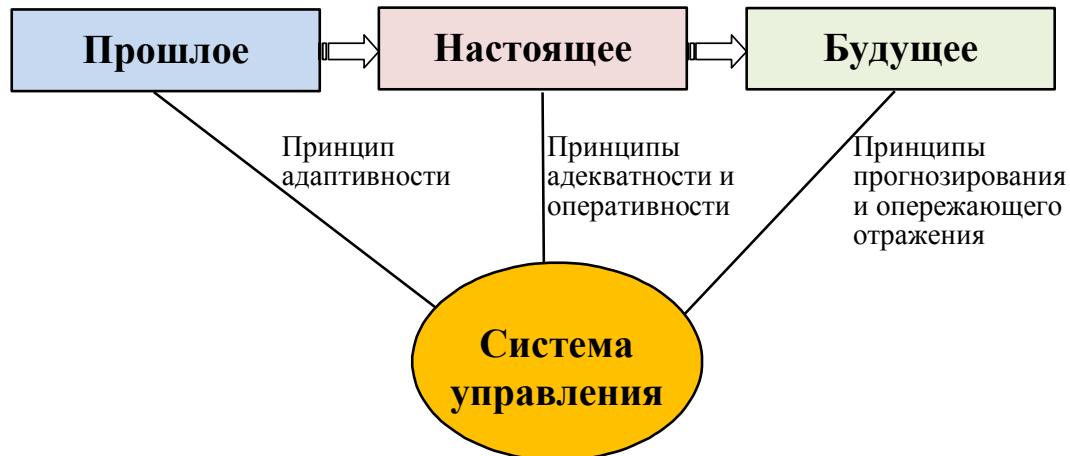 Прошлое
Настоящее
Будущее
Принцип
адаптивности
Принципы
адекватности и
оперативности
Принципы
прогнозирования
и опережающего
отражения
Система
управления